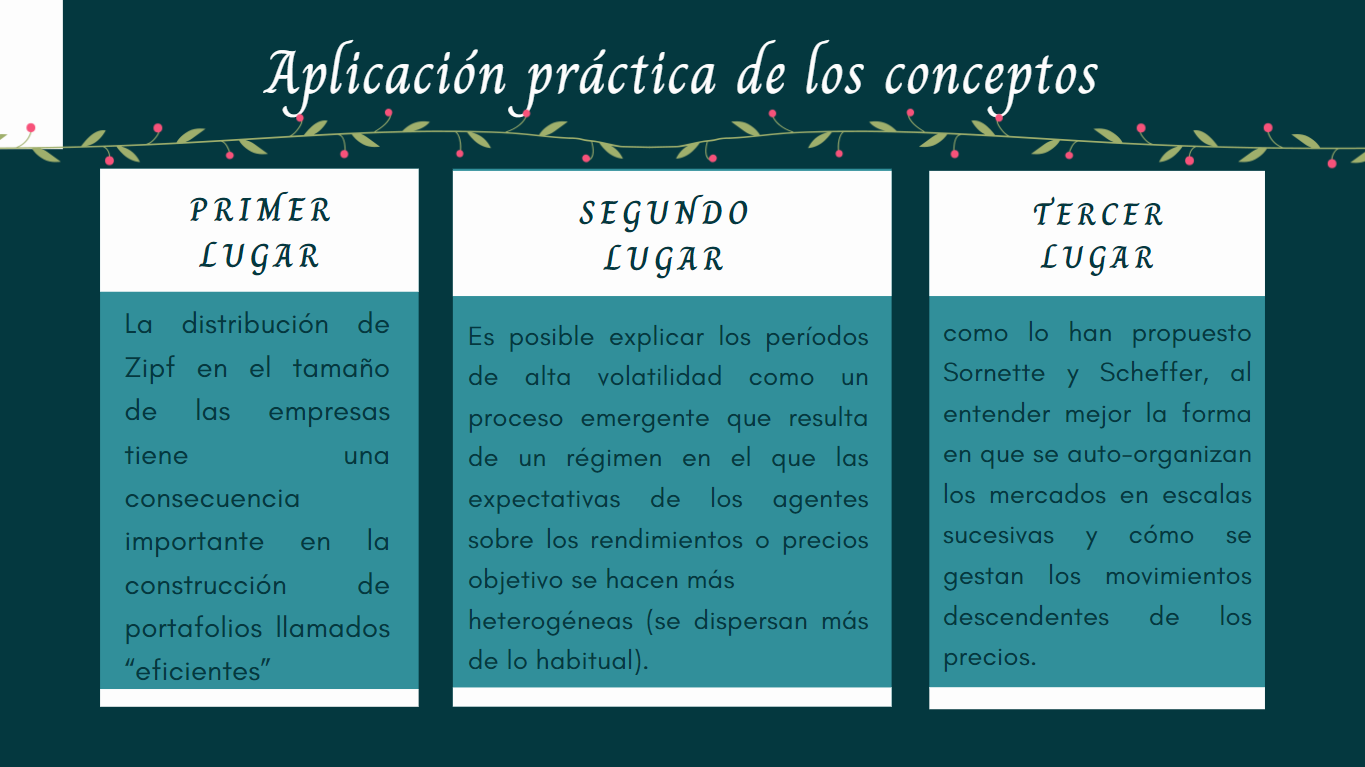 Aplicación práctica de los conceptos
PRIMER
LUGAR
La distribución de
Zipf en el tamaño
de las empresas
tiene una
consecuencia
importante en la
construcción de
portafolios llamados
“eficientes”
SEGUNDO
LUGAR
Es posible explicar los períodos
de alta volatilidad como un
proceso emergente que resulta
de un régimen en el que las
expectativas de los agentes
sobre los rendimientos o precios
objetivo se hacen más
heterogéneas (se dispersan más
de lo habitual).
TERCER
LUGAR
como lo han propuesto
Sornette y Scheffer, al
entender mejor la forma
en que se auto-organizan
los mercados en escalas
sucesivas y cómo se
gestan los movimientos
descendentes de los
precios.